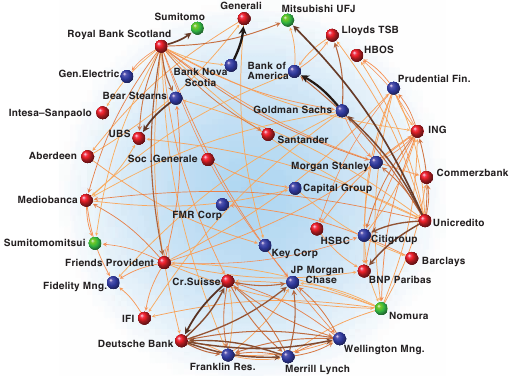 Generali
Sumitomo
Mitsubishi UFJ
Royal Bank Scotland
Lloyds TSB
HBOS
Gen.Electric
Bank Nova
Scotia
Bank of
America
Prudential Fin.
Bear Stearns
Goldman Sachs
Intesa–Sanpaolo
UBS
Santander
ING
Aberdeen
Soc .Generale
Morgan Stanley
Commerzbank
Capital Group
Mediobanca
FMR Corp
Unicredito
HSBC
Citigroup
Sumitomomitsui
Key Corp
Friends Provident
Barclays
JP Morgan
Chase
BNP Paribas
Fidelity Mng.
Cr.Suisse
IFI
Nomura
Deutsche Bank
Wellington Mng.
Franklin Res.
Merrill Lynch